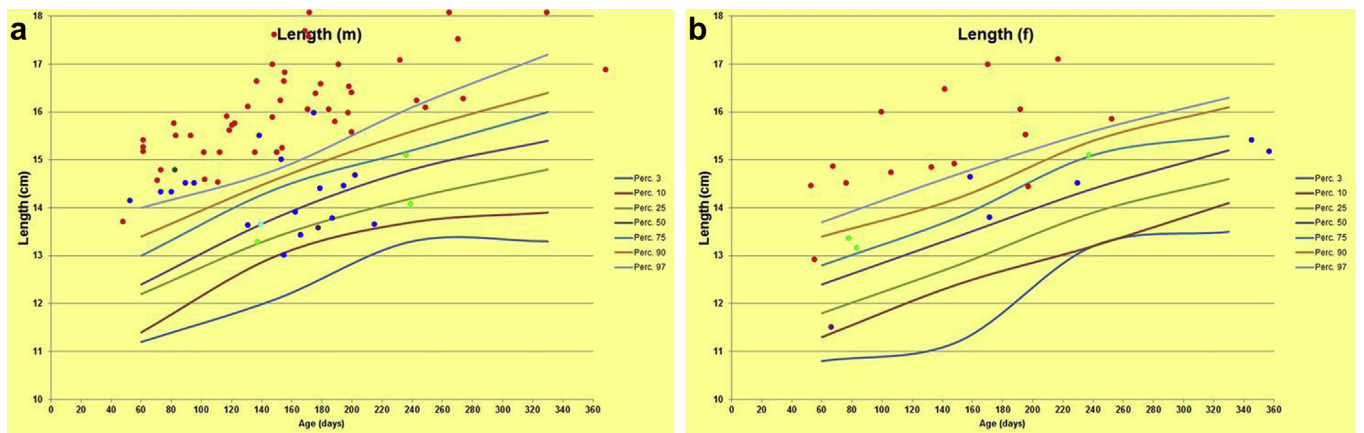 a
Length (m)
Length (cm)
18
17
16
15
14
13
12
11
10
0 20 40 60 80 100 120 140 160 180 200 220 240 260 280 300 320 340 360
Age (days)
Perc. 3
Perc. 10
Perc. 25
Perc. 50
Perc. 75
Perc. 90
Perc. 97
b
Length (f)
Length (cm)
18
17
16
15
14
13
12
11
10
0 20 40 60 80 100 120 140 160 180 200 220 240 260 280 300 320 340 360
Age (days)
Perc. 3
Perc. 10
Perc. 25
Perc. 50
Perc. 75
Perc. 90
Perc. 97